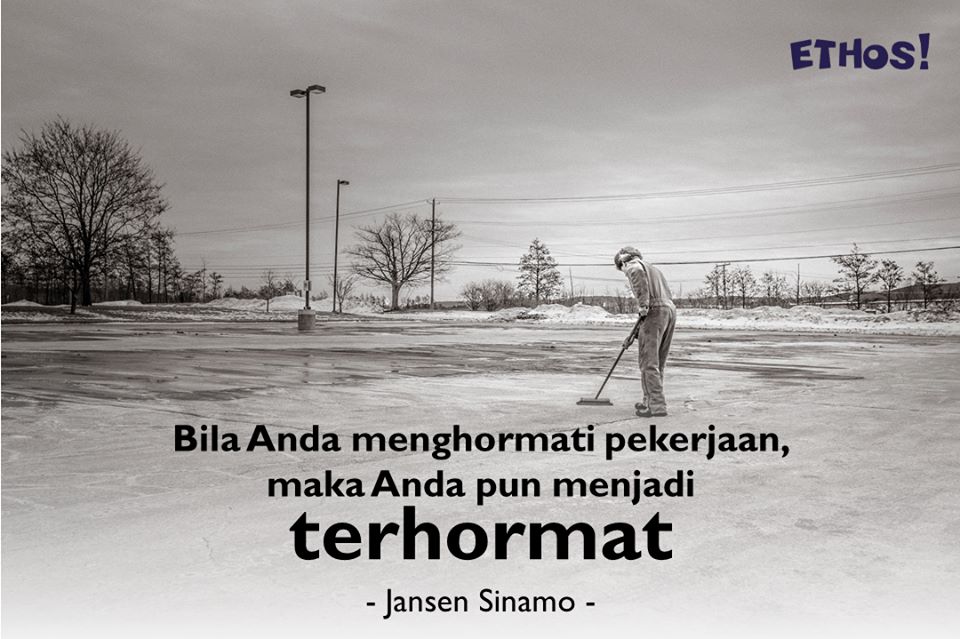 ETHOS!
Bila Anda menghormati pekerjaan,
maka Anda pun menjadi
terhormat
- Jansen Sinamo -